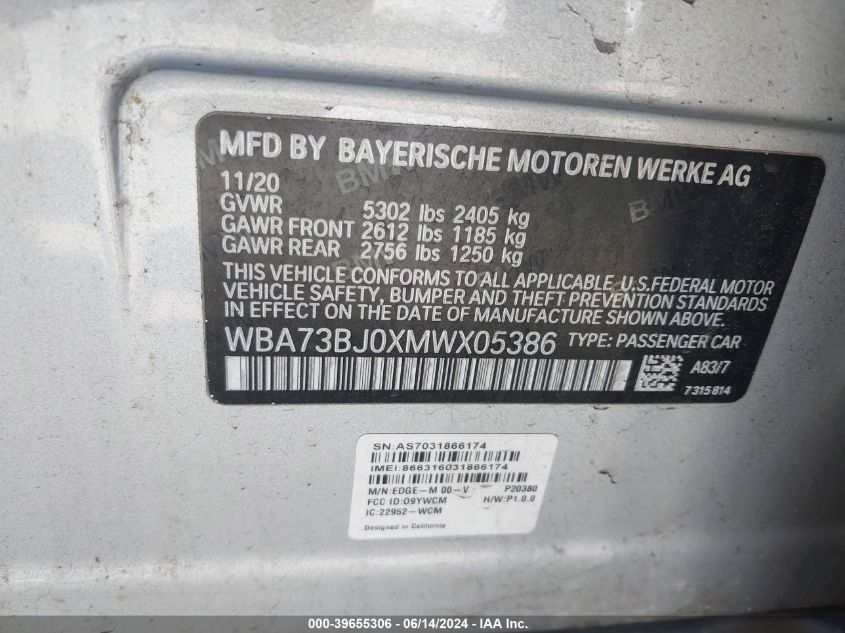 MFD BY BAYERISCHE MOTOREN WERKE AG
11/20
GVWR 5302 lbs 2405 kg
GAWR FRONT 2612 lbs 1185 kg
GAWR REAR 2756 lbs 1250 kg
THIS VEHICLE CONFORMS TO ALL APPLICABLE U.S.FEDERAL MOTOR
VEHICLE SAFETY, BUMPER AND THEFT PREVENTION STANDARDS
IN EFFECT ON THE DATE OF MANUFACTURE SHOWN ABOVE.
WBA73BJ0XMWX05386 TYPE: PASSENGER CAR
A83/7
7315814
SN:AS7031866174
IMEI:866316031866174
M/N:EDGE-M 00-V P20380
FCC ID:O9YWCM H/W:P1.0.0
IC:22952-WCM
Designed in California
000-39655306 - 06/14/2024 - IAA Inc.